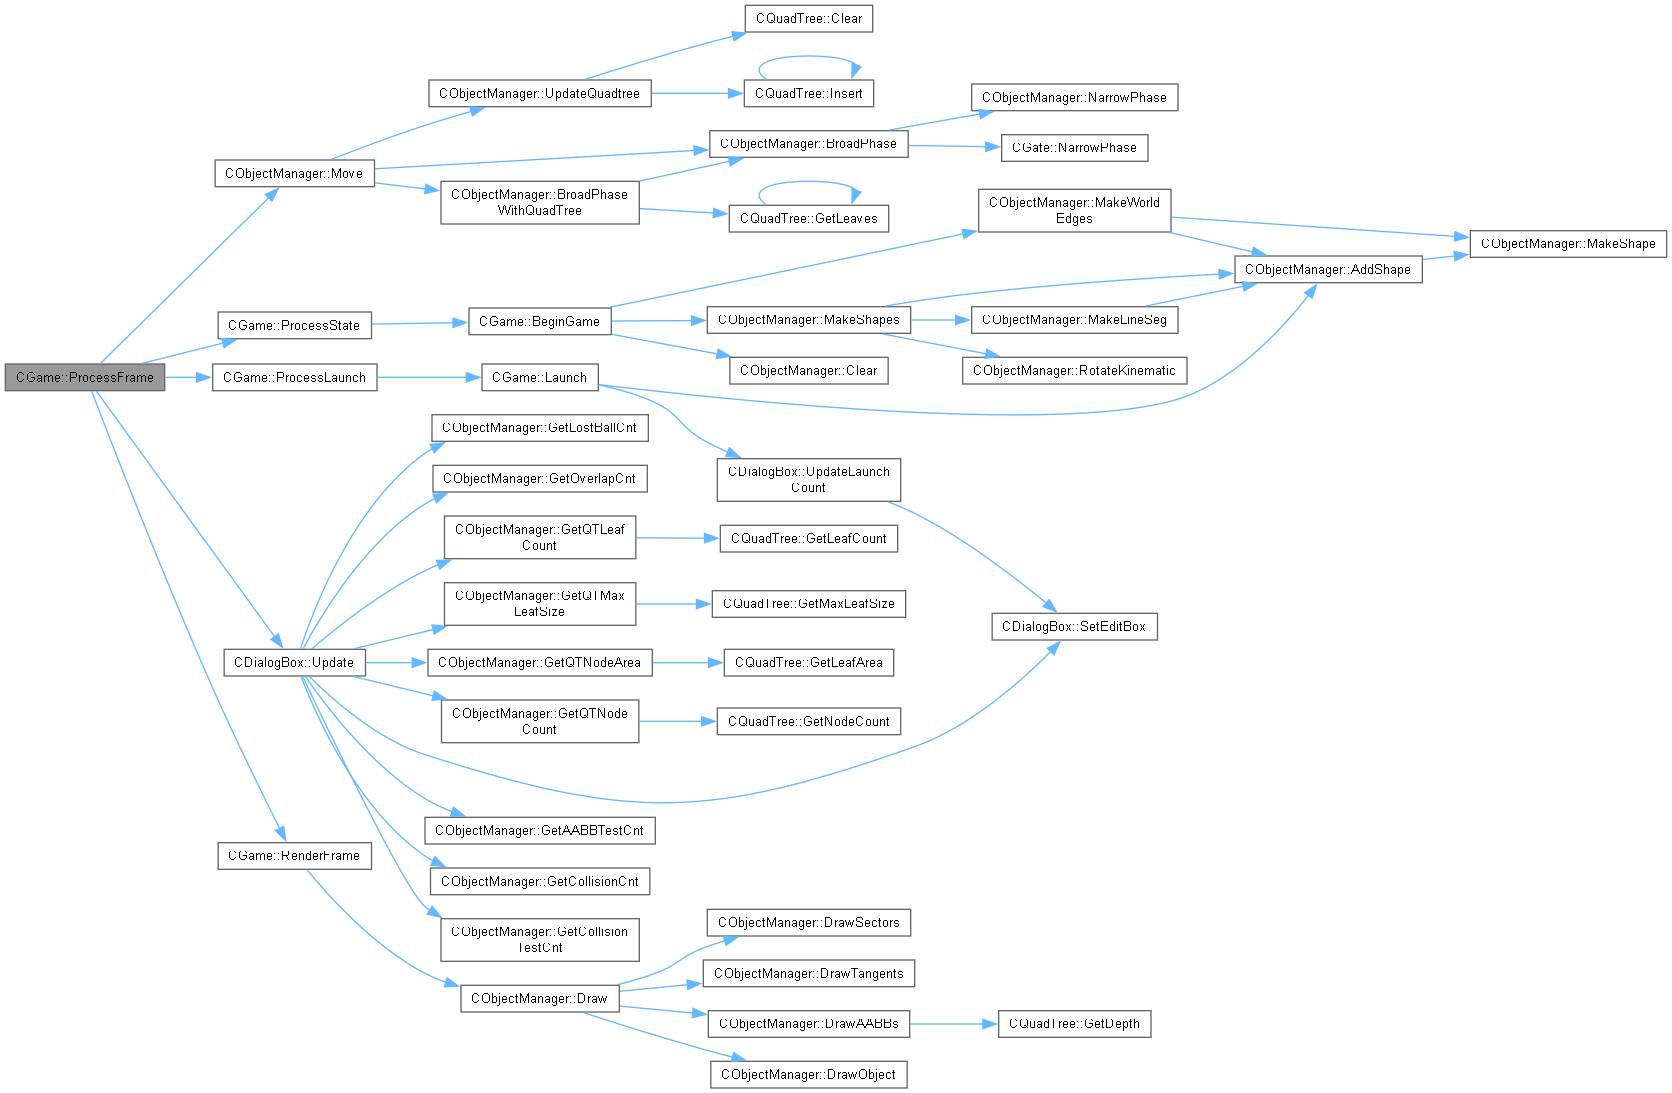 CQuadTree::Clear
CObjectManager::UpdateQuadtree
CQuadTree::Insert
CObjectManager::NarrowPhase
CObjectManager::BroadPhase
CGate::NarrowPhase
CObjectManager::Move
CObjectManager::BroadPhase
WithQuadTree
CQuadTree::GetLeaves
CObjectManager::MakeWorld
Edges
CObjectManager::MakeShape
CObjectManager::AddShape
CGame::ProcessState
CGame::BeginGame
CObjectManager::MakeShapes
CObjectManager::MakeLineSeg
CObjectManager::Clear
CObjectManager::RotateKinematic
CGame::ProcessFrame
CGame::ProcessLaunch
CGame::Launch
CObjectManager::GetLostBallCnt
CDialogBox::UpdateLaunch
Count
CObjectManager::GetOverlapCnt
CObjectManager::GetQTLeaf
Count
CQuadTree::GetLeafCount
CObjectManager::GetQTMax
LeafSize
CQuadTree::GetMaxLeafSize
CDialogBox::SetEditBox
CDialogBox::Update
CObjectManager::GetQTNodeArea
CQuadTree::GetLeafArea
CObjectManager::GetQTNode
Count
CQuadTree::GetNodeCount
CObjectManager::GetAABBTestCnt
CGame::RenderFrame
CObjectManager::GetCollisionCnt
CObjectManager::GetCollision
TestCnt
CObjectManager::DrawSectors
CObjectManager::DrawTangents
CObjectManager::Draw
CObjectManager::DrawAABBs
CQuadTree::GetDepth
CObjectManager::DrawObject